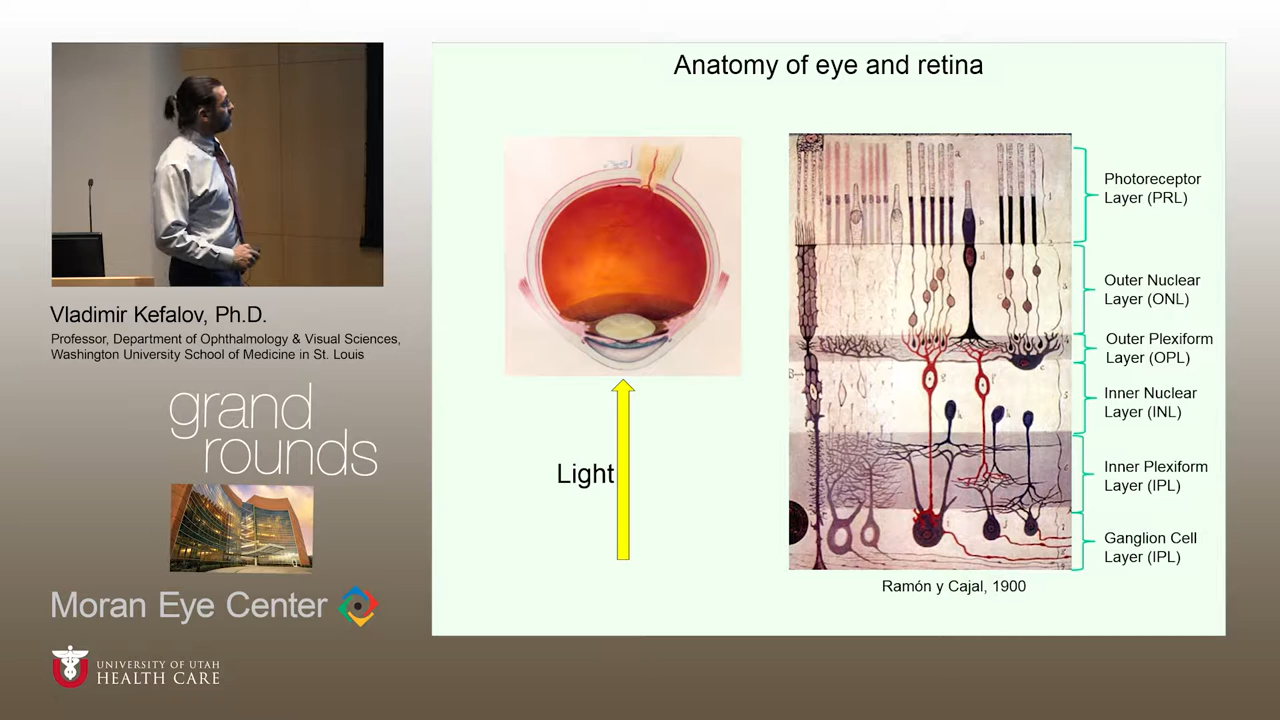 Anatomy of eye and retina
Photoreceptor
Layer (PRL)
Outer Nuclear
Layer (ONL)
Outer Plexiform
Layer (OPL)
Inner Nuclear
Layer (INL)
Inner Plexiform
Layer (IPL)
Ganglion Cell
Layer (IPL)
Light
Ramón y Cajal, 1900
Vladimir Kefalov, Ph.D.
Professor, Department of Ophthalmology & Visual Sciences,
Washington University School of Medicine in St. Louis
grand
rounds
Moran Eye Center
UNIVERSITY OF UTAH
HEALTH CARE